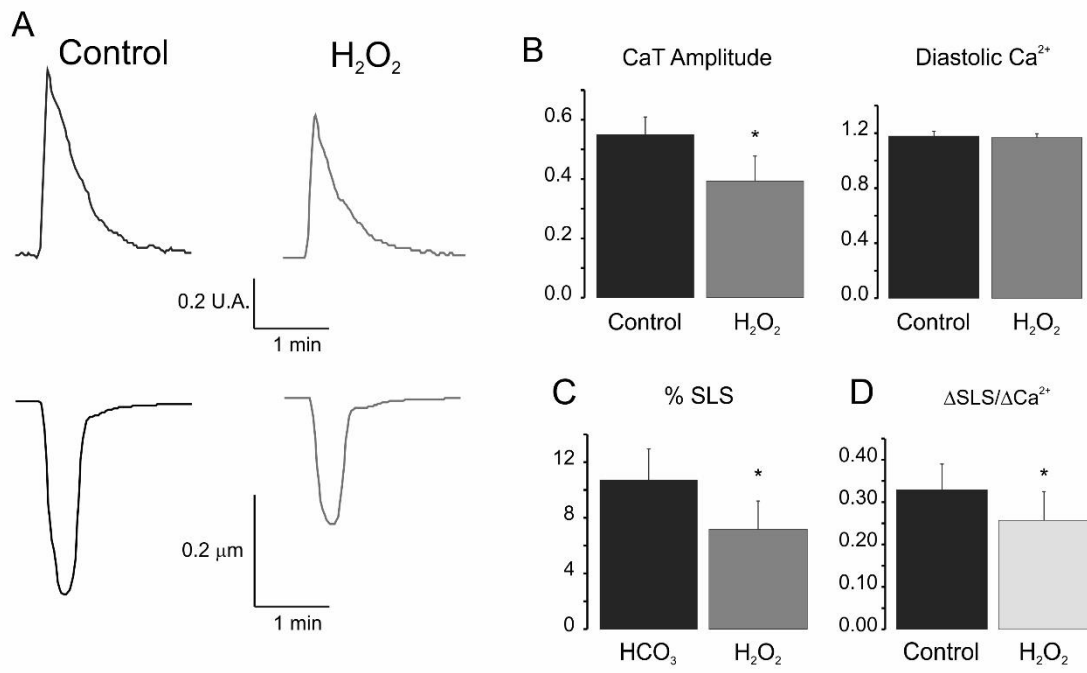 A
Control
H₂O₂
0.2 U.A.
1 min
0.2 μm
1 min
B
CaT Amplitude
0.6
0.4
0.2
0.0
*
Control
H₂O₂
Diastolic Ca²⁺
1.2
0.8
0.4
0.0
Control
H₂O₂
C
% SLS
12
8
4
0
*
HCO₃
H₂O₂
D
ΔSLS/ΔCa²⁺
0.40
0.30
0.20
0.10
0.00
*
Control
H₂O₂